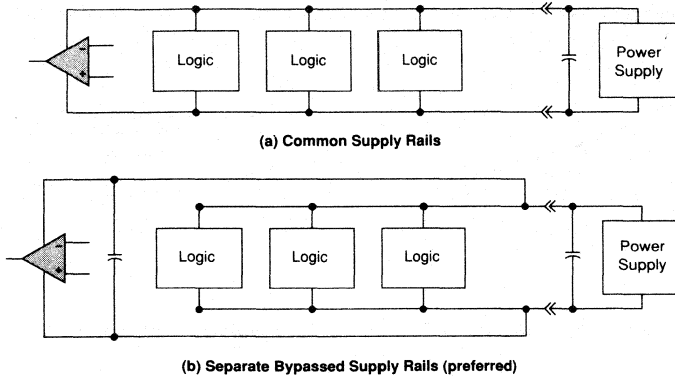 Logic Logic Logic Power Supply
(a) Common Supply Rails
Logic Logic Logic Power Supply
(b) Separate Bypassed Supply Rails (preferred)